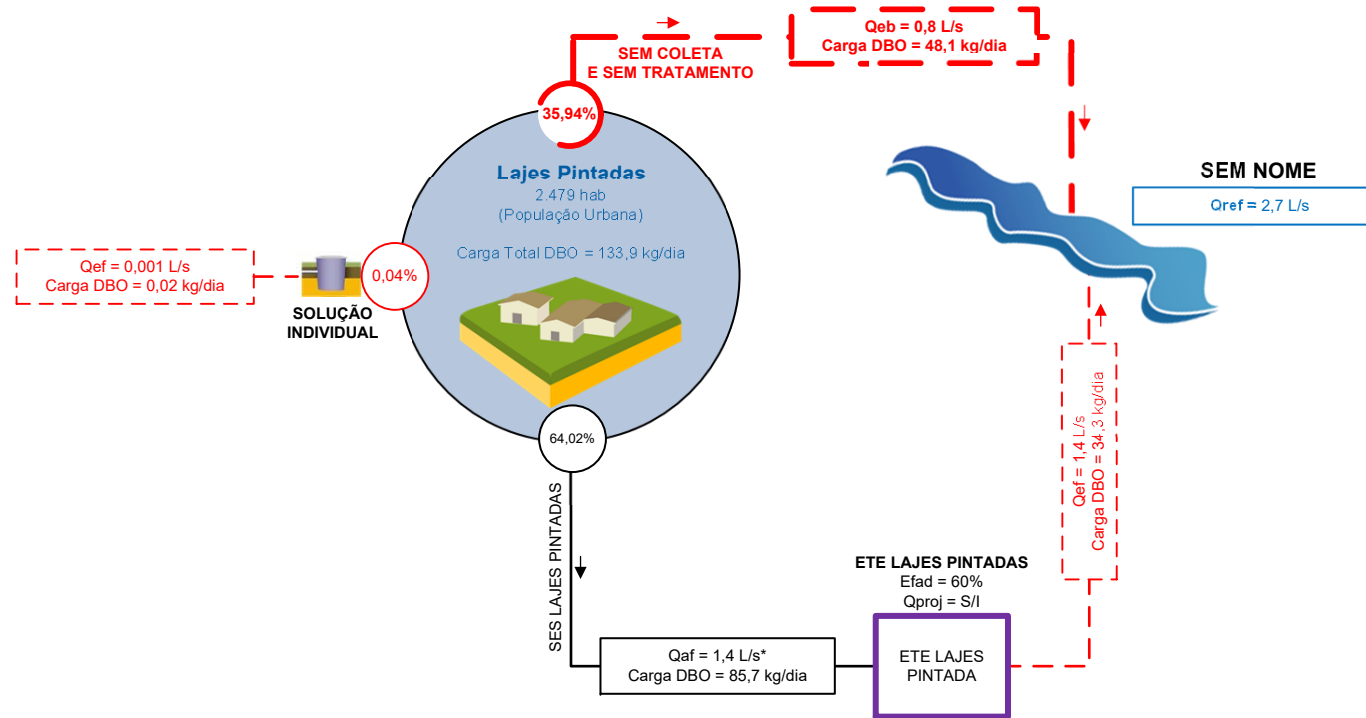 Qeb = 0,8 L/s
Carga DBO = 48,1 kg/dia
SEM COLETA
E SEM TRATAMENTO
35,94%
Lajes Pintadas
2.479 hab
(População Urbana)
Carga Total DBO = 133,9 kg/dia
SEM NOME
Qref = 2,7 L/s
Qef = 0,001 L/s
Carga DBO = 0,02 kg/dia
0,04%
SOLUÇÃO
INDIVIDUAL
64,02%
SES LAJES PINTADAS
Qaf = 1,4 L/s*
Carga DBO = 85,7 kg/dia
ETE LAJES PINTADAS
Efad = 60%
Qproj = S/I
ETE LAJES
PINTADA
Qef = 1,4 L/s
Carga DBO = 34,3 kg/dia